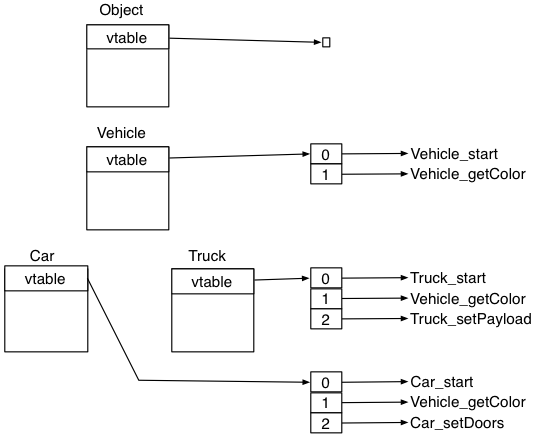 Object
vtable
Vehicle
vtable
0 Vehicle_start
1 Vehicle_getColor
Car
vtable
Truck
vtable
0 Truck_start
1 Vehicle_getColor
2 Truck_setPayload
0 Car_start
1 Vehicle_getColor
2 Car_setDoors